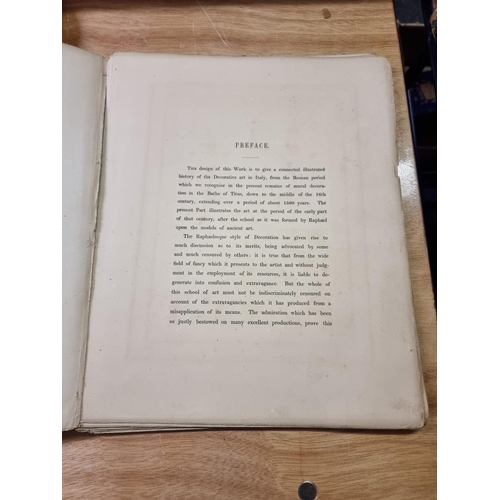 PREFACE.
The design of this Work is to give a connected illustrated
history of the Decorative art in Italy, from the Roman period
which we recognise in the present remains of mural decora-
tion in the Baths of Titus, down to the middle of the 16th
century, extending over a period of about 1500 years. The
present Part illustrates the art at the period of the early part
of that century, after the school as it was formed by Raphael
upon the models of ancient art.
The Raphaelesque style of Decoration has given rise to
much discussion as to its merits, being advocated by some
and much censured by others: it is true that from the wide
field of fancy which it presents to the artist and without judg-
ment in the employment of its resources, it is liable to de-
generate into confusion and extravagance. But the whole of
this school of art must not be indiscriminately censured on
account of the extravagancies which it has produced from a
misapplication of its means. The admiration which has been
so justly bestowed on many excellent productions, prove this